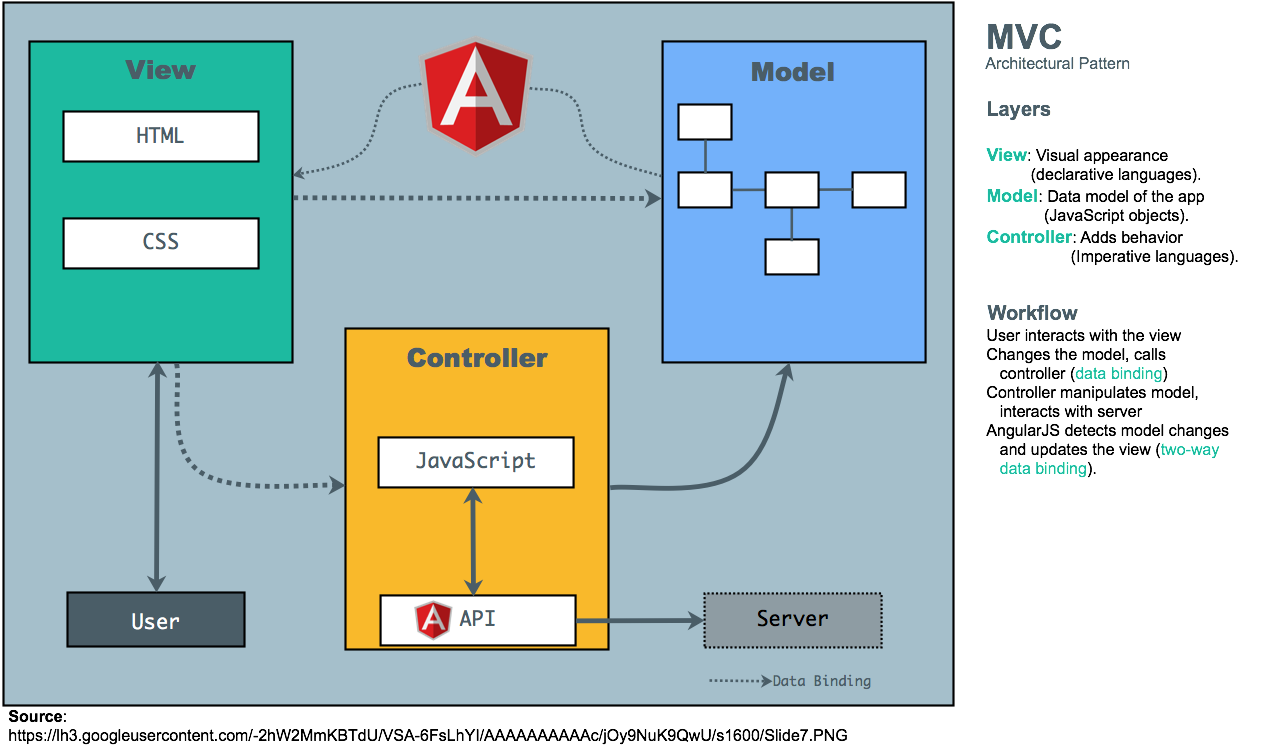 View
HTML
CSS
Model
Controller
JavaScript
API
User
Server
Data Binding
MVC
Architectural Pattern
Layers
View: Visual appearance
(declarative languages).
Model: Data model of the app
(JavaScript objects).
Controller: Adds behavior
(Imperative languages).
Workflow
User interacts with the view
Changes the model, calls
controller (data binding)
Controller manipulates model,
interacts with server
AngularJS detects model changes
and updates the view (two-way
data binding).
Source:
https://lh3.googleusercontent.com/-2hW2MmKBTdU/VSA-6FsLhYI/AAAAAAAAAAc/jOy9NuK9QwU/s1600/Slide7.PNG